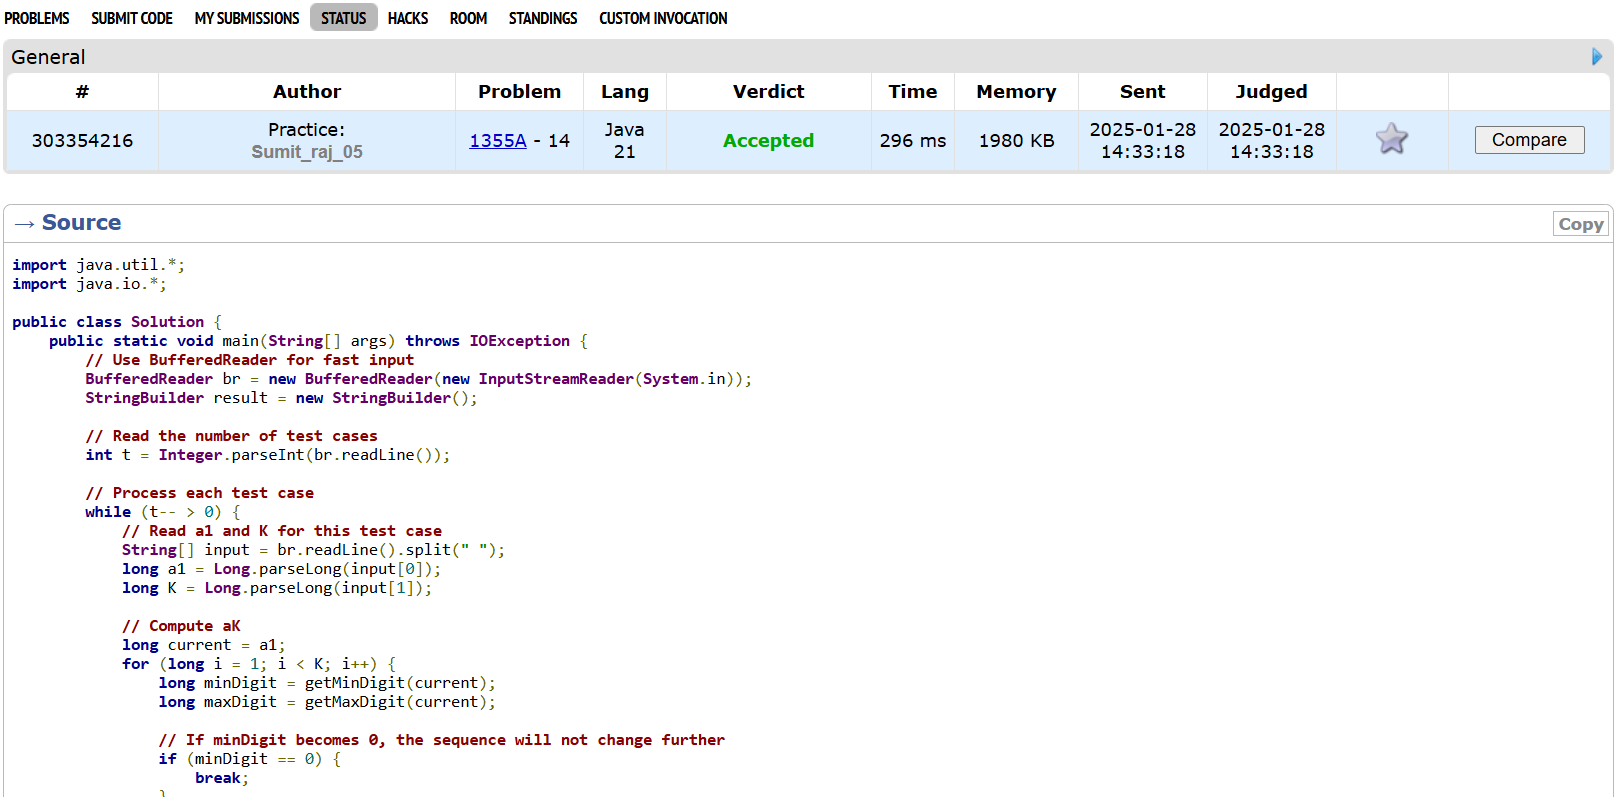 PROBLEMS SUBMIT CODE MY SUBMISSIONS STATUS HACKS ROOM STANDINGS CUSTOM INVOCATION
General
# Author Problem Lang Verdict Time Memory Sent Judged
303354216 Practice: Sumit_raj_05 1355A - 14 Java 21 Accepted 296 ms 1980 KB 2025-01-28 14:33:18 2025-01-28 14:33:18 Compare
→ Source Copy
import java.util.*;
import java.io.*;
public class Solution {
public static void main(String[] args) throws IOException {
// Use BufferedReader for fast input
BufferedReader br = new BufferedReader(new InputStreamReader(System.in));
StringBuilder result = new StringBuilder();
// Read the number of test cases
int t = Integer.parseInt(br.readLine());
// Process each test case
while (t-- > 0) {
// Read a1 and K for this test case
String[] input = br.readLine().split(" ");
long a1 = Long.parseLong(input[0]);
long K = Long.parseLong(input[1]);
// Compute aK
long current = a1;
for (long i = 1; i < K; i++) {
long minDigit = getMinDigit(current);
long maxDigit = getMaxDigit(current);
// If minDigit becomes 0, the sequence will not change further
if (minDigit == 0) {
break;
}